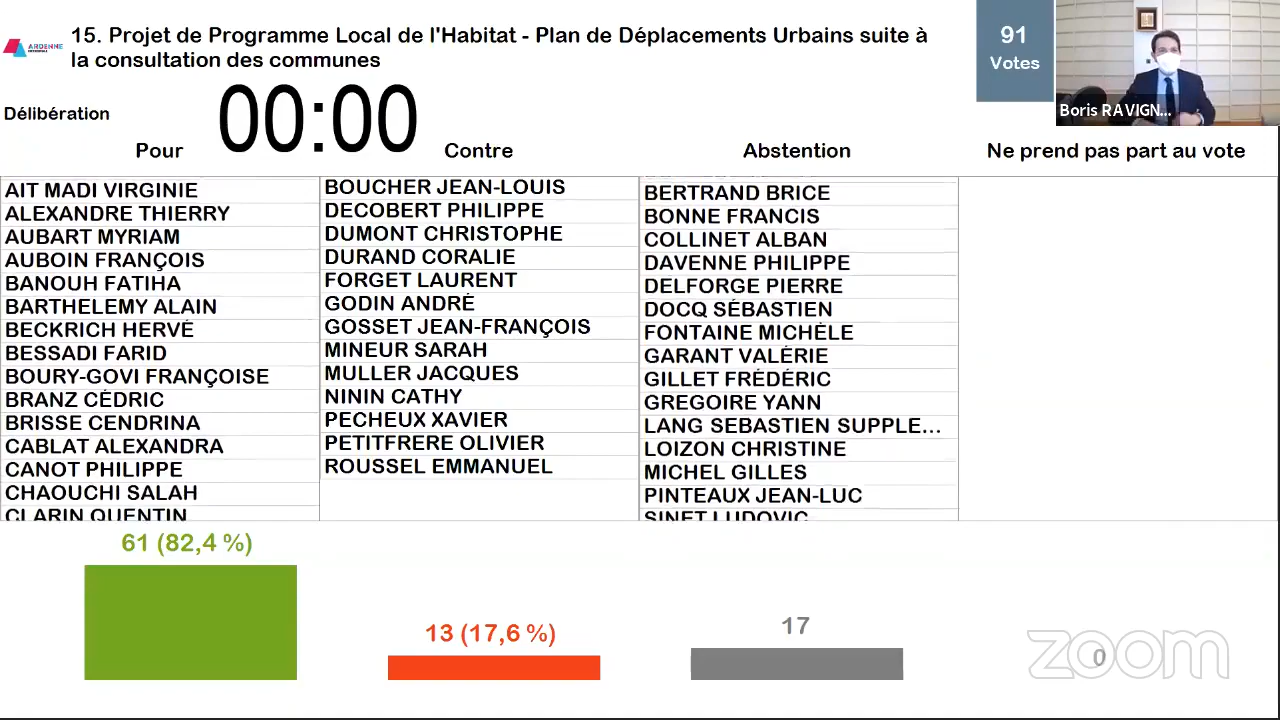 15. Projet de Programme Local de l'Habitat - Plan de Déplacements Urbains suite à
la consultation des communes
ARDENNE
91
Votes
Boris RAVIGN...
Délibération
00:00
Pour
Contre
Abstention
Ne prend pas part au vote
AIT MADI VIRGINIE
ALEXANDRE THIERRY
AUBART MYRIAM
AUBOIN FRANÇOIS
BANOUH FATIHA
BARTHELEMY ALAIN
BECKRICH HERVÉ
BESSADI FARID
BOURY-GOVI FRANÇOISE
BRANZ CÉDRIC
BRISSE CENDRINA
CABLAT ALEXANDRA
CANOT PHILIPPE
CHAOUCHI SALAH
CLARIN QUENTIN
BOUCHER JEAN-LOUIS
DECOBERT PHILIPPE
DUMONT CHRISTOPHE
DURAND CORALIE
FORGET LAURENT
GODIN ANDRÉ
GOSSET JEAN-FRANÇOIS
MINEUR SARAH
MULLER JACQUES
NININ CATHY
PECHEUX XAVIER
PETITFRERE OLIVIER
ROUSSEL EMMANUEL
BERTRAND BRICE
BONNE FRANCIS
COLLINET ALBAN
DAVENNE PHILIPPE
DELFORGE PIERRE
DOCQ SÉBASTIEN
FONTAINE MICHÈLE
GARANT VALÉRIE
GILLET FRÉDÉRIC
GREGOIRE YANN
LANG SEBASTIEN SUPPLE...
LOIZON CHRISTINE
MICHEL GILLES
PINTEAUX JEAN-LUC
SINET LUDOVIC
61 (82,4 %)
13 (17,6 %)
17
0
zoom